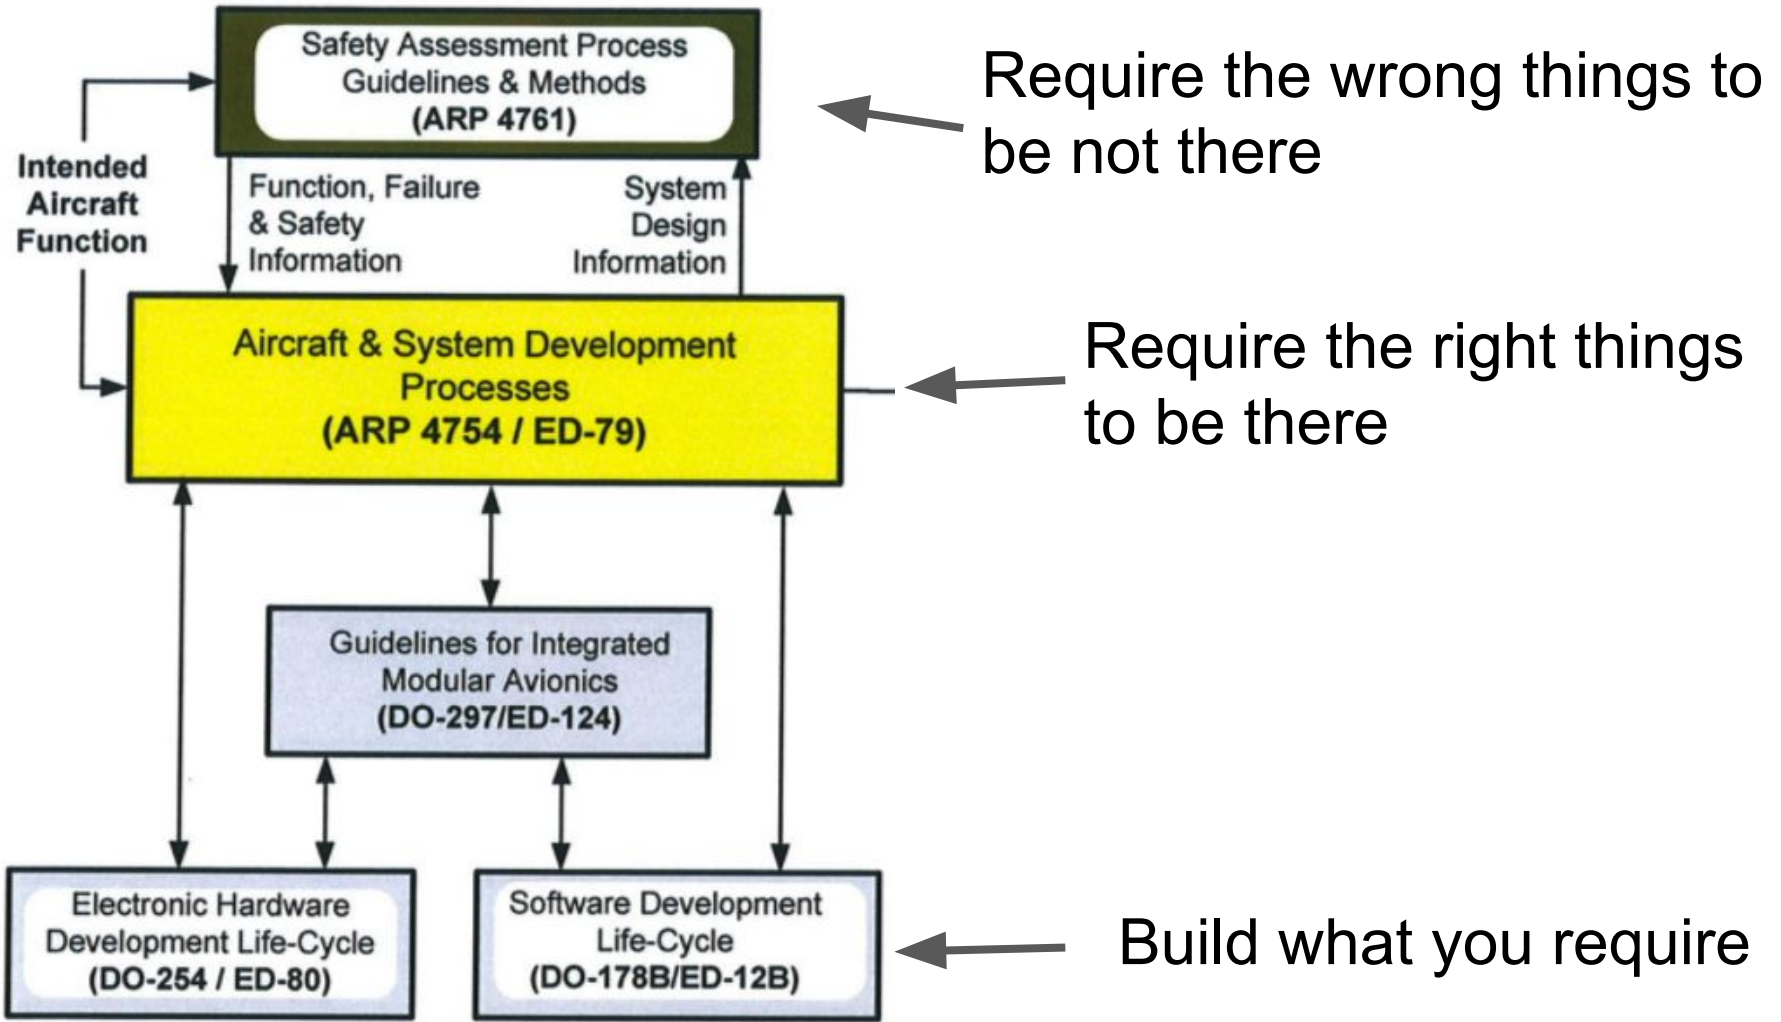 Safety Assessment Process
Guidelines & Methods
(ARP 4761)
Require the wrong things to
be not there
Intended
Aircraft
Function
Function, Failure
& Safety
Information
System
Design
Information
Aircraft & System Development
Processes
(ARP 4754 / ED-79)
Require the right things
to be there
Guidelines for Integrated
Modular Avionics
(DO-297/ED-124)
Electronic Hardware
Development Life-Cycle
(DO-254 / ED-80)
Software Development
Life-Cycle
(DO-178B/ED-12B)
Build what you require